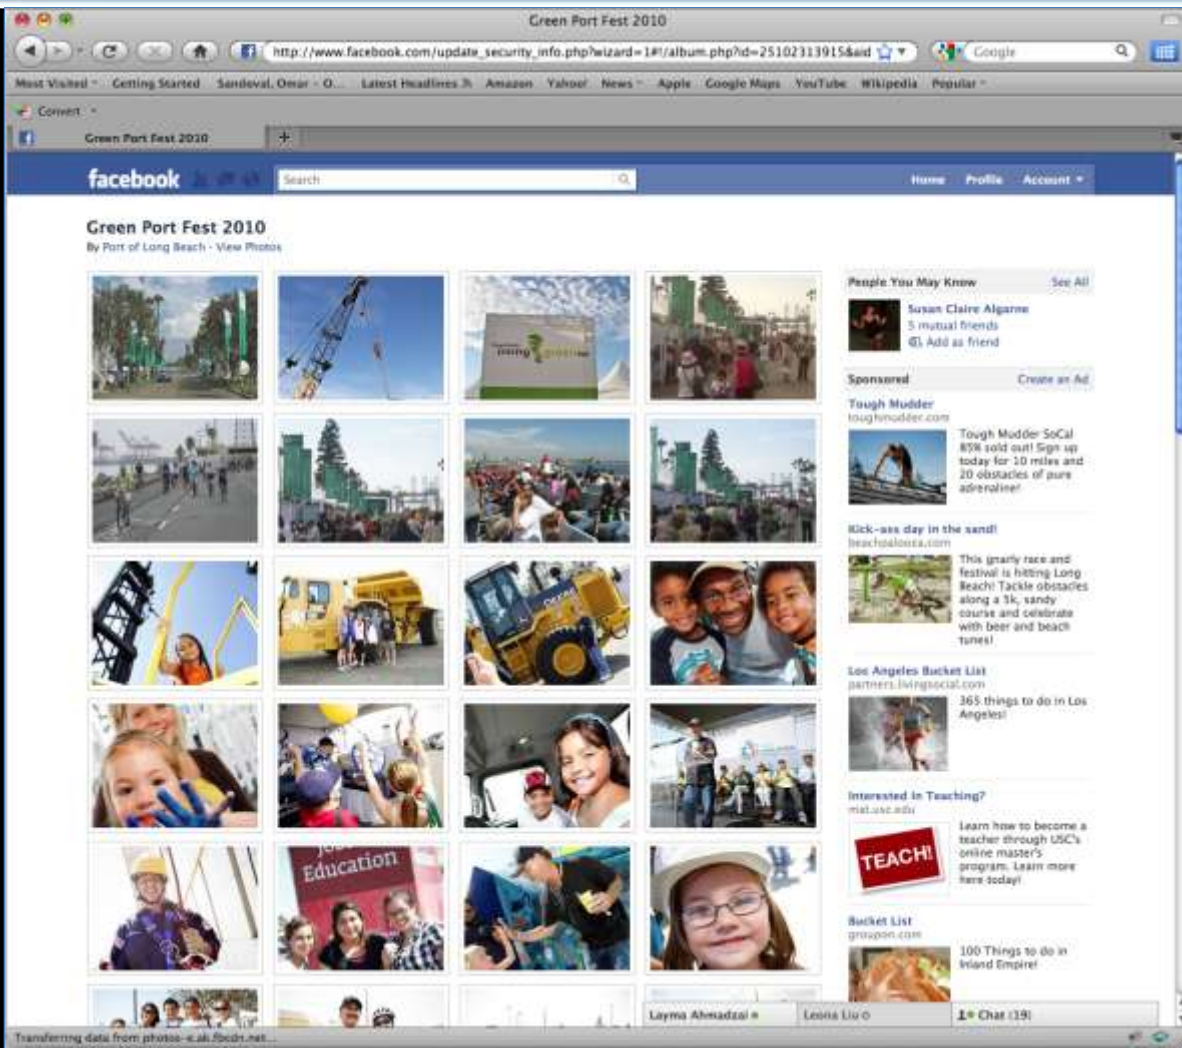 Green Port Fest 2010
http://www.facebook.com/update_security_info.php?wizard=1#!/album.php?id=25102313915&aid
Google
Most Visited Getting Started Sandoval, Omar - O... Latest Headlines Amazon Yahoo! News Apple Google Maps YouTube Wikipedia Popular
Convert
Green Port Fest 2010
facebook
Search
Home Profile Account
Green Port Fest 2010
By Port of Long Beach · View Photos
People You May Know See All
Susan Claire Algarne
5 mutual friends
Add as friend
Sponsored Create an Ad
Tough Mudder
toughmudder.com
Tough Mudder SoCal
85% sold out! Sign up
today for 10 miles and
20 obstacles of pure
adrenaline!
Kick-ass day in the sand!
beachpalooza.com
This gnarly race and
festival is hitting Long
Beach! Tackle obstacles
along a 5k, sandy
course and celebrate
with beer and beach
tunes!
DEERE
Los Angeles Bucket List
partners.livingsocial.com
365 things to do in Los
Angeles!
Interested in Teaching?
mat.usc.edu
TEACH!
Learn how to become a
teacher through USC's
online master's
program. Learn more
here today!
Education
Bucket List
groupon.com
100 Things to do in
Inland Empire!
Layma Ahmadzai
Leona Liu
Chat (19)
Transferring data from photos-e.ak.fbcdn.net...